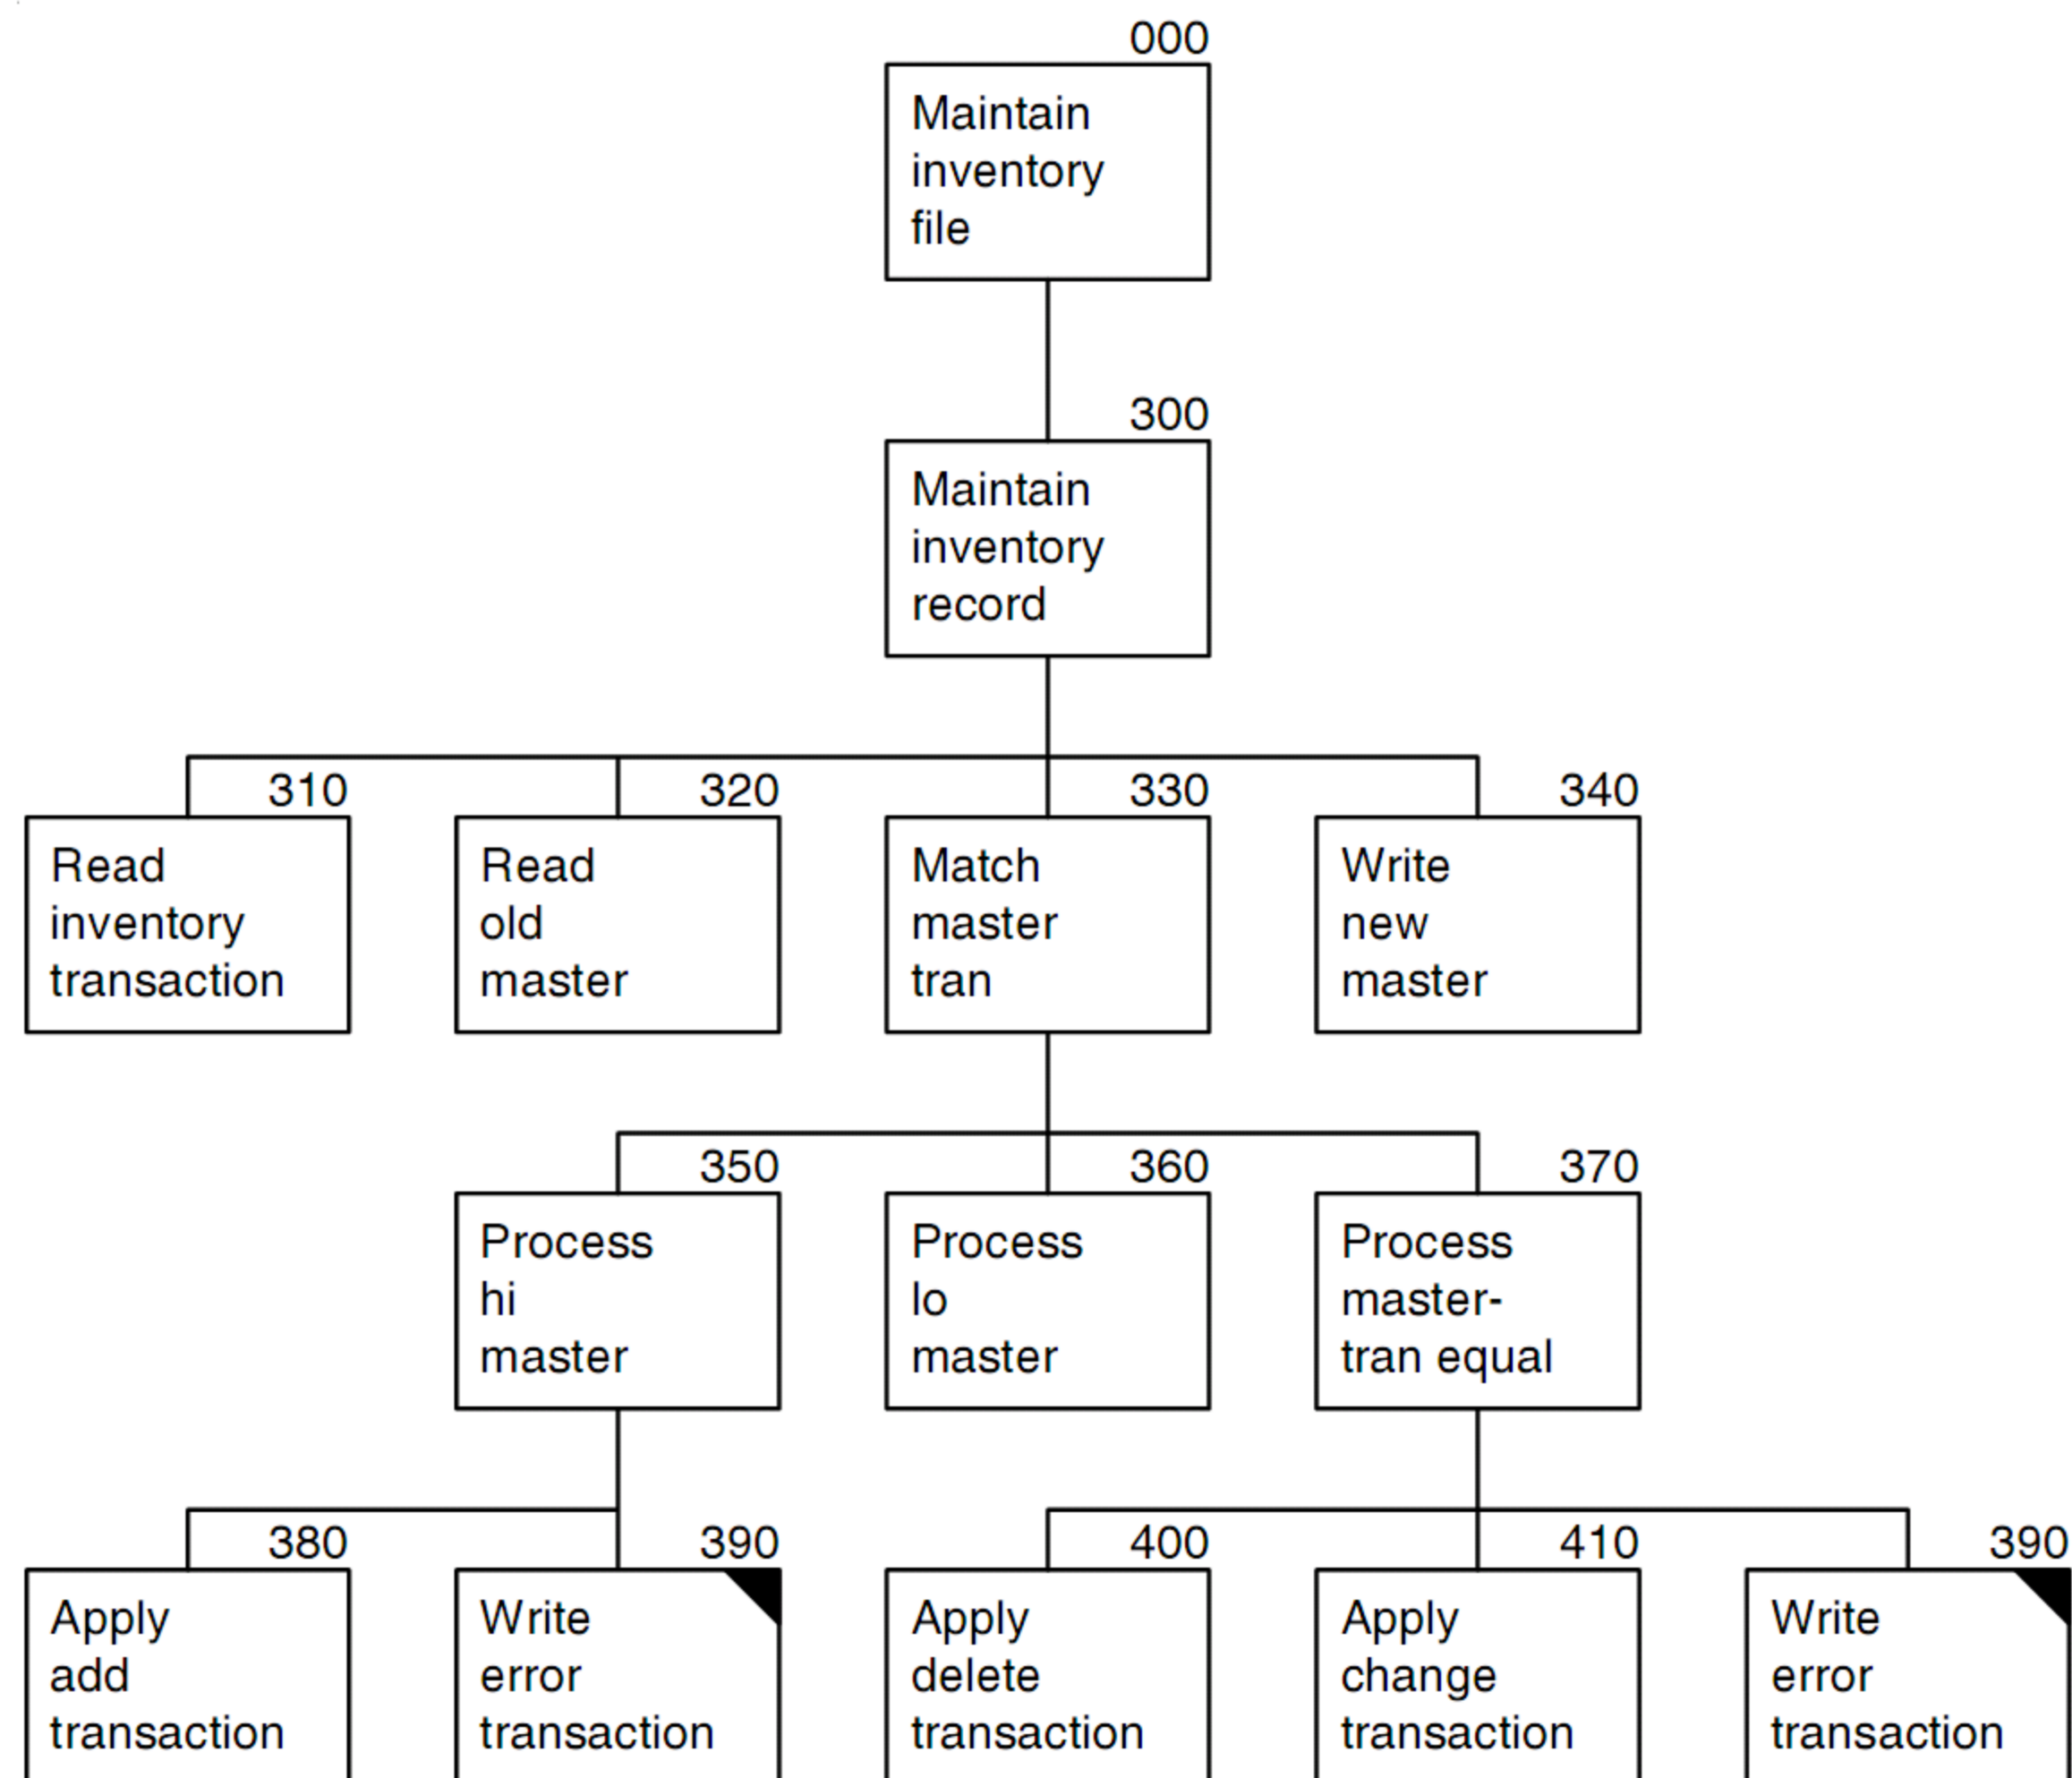 000
Maintain
inventory
file
300
Maintain
inventory
record
310
Read
inventory
transaction
320
Read
old
master
330
Match
master
tran
340
Write
new
master
350
Process
hi
master
360
Process
lo
master
370
Process
master-
tran equal
380
Apply
add
transaction
390
Write
error
transaction
400
Apply
delete
transaction
410
Apply
change
transaction
390
Write
error
transaction